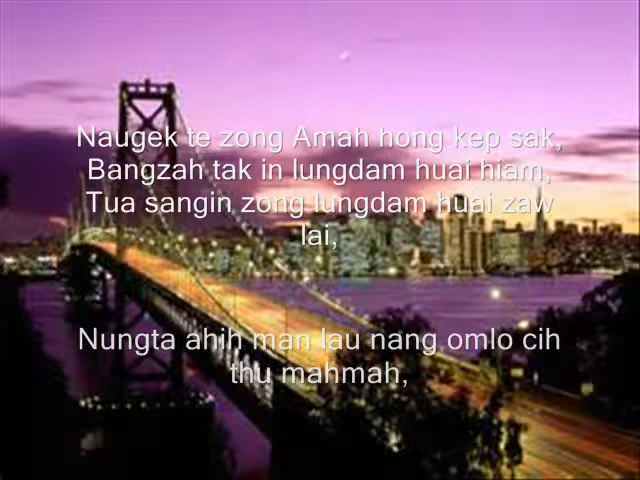 Naugek te zong Amah hong kep sak,
Bangzah tak in lungdam huai hiam,
Tua sangin zong lungdam huai zaw
lai,
Nungta ahih man lau nang omlo cih
thu mahmah,